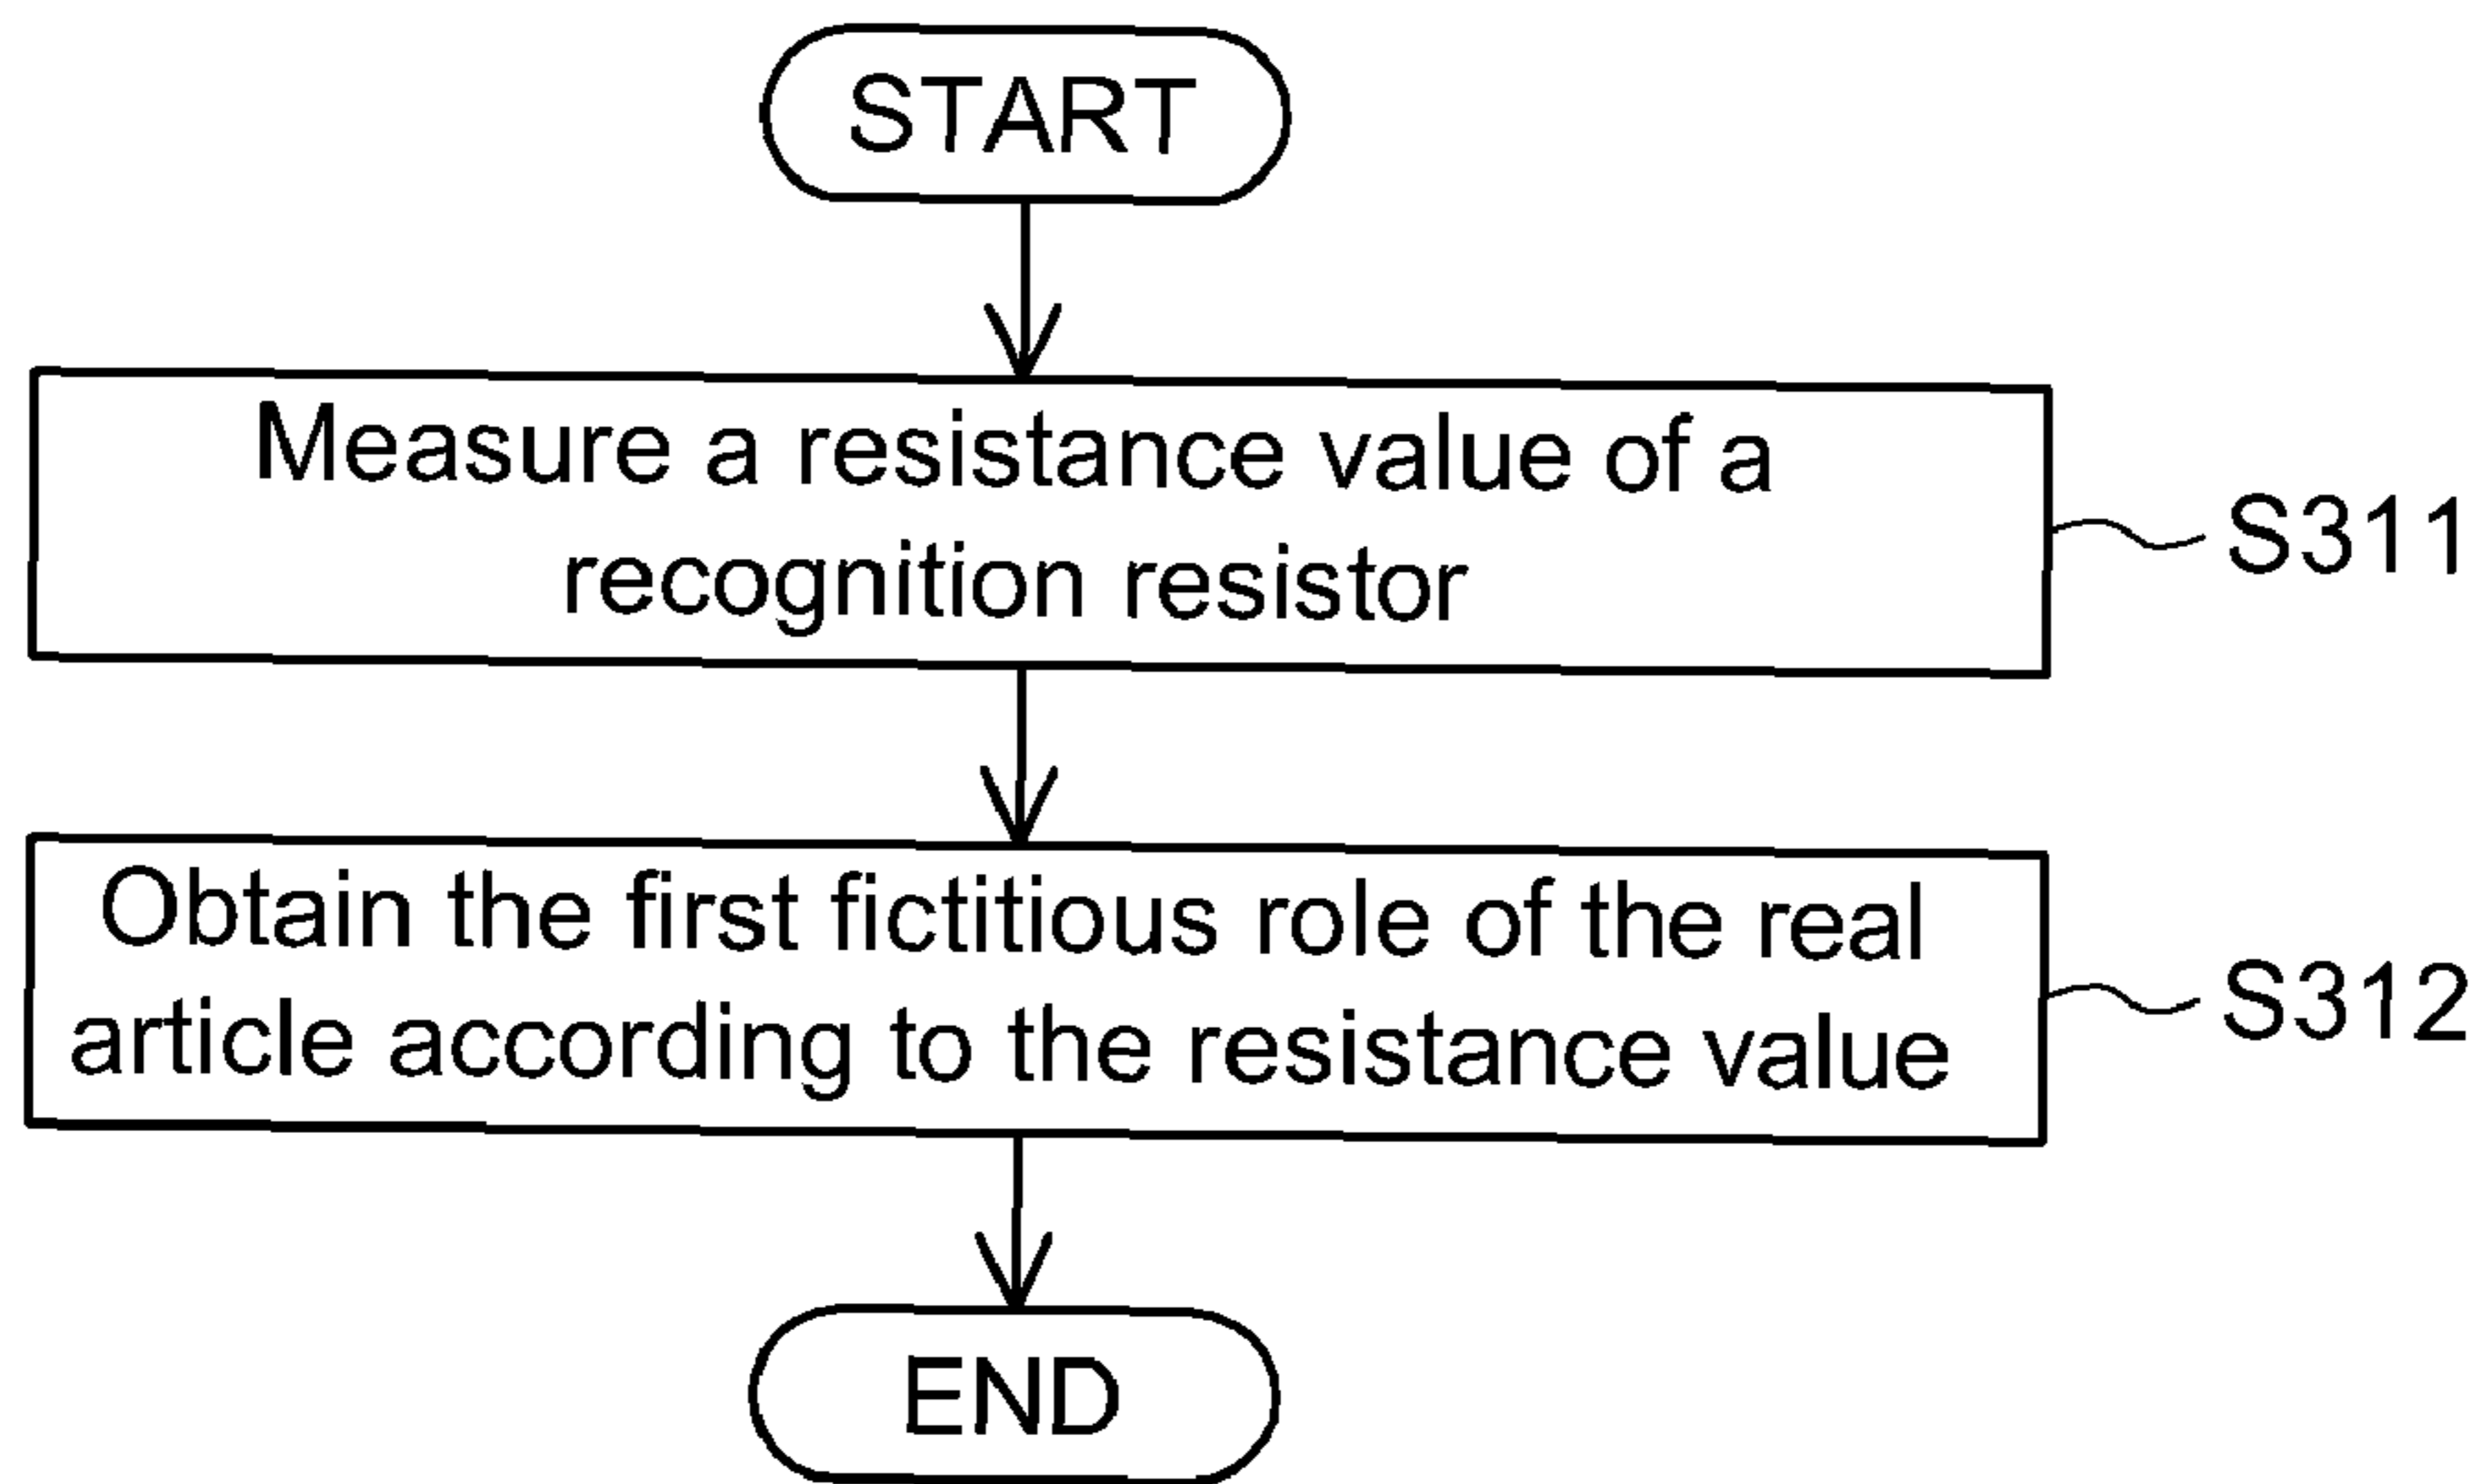 START
Measure a resistance value of a
recognition resistor
S311
Obtain the first fictitious role of the real
article according to the resistance value
S312
END